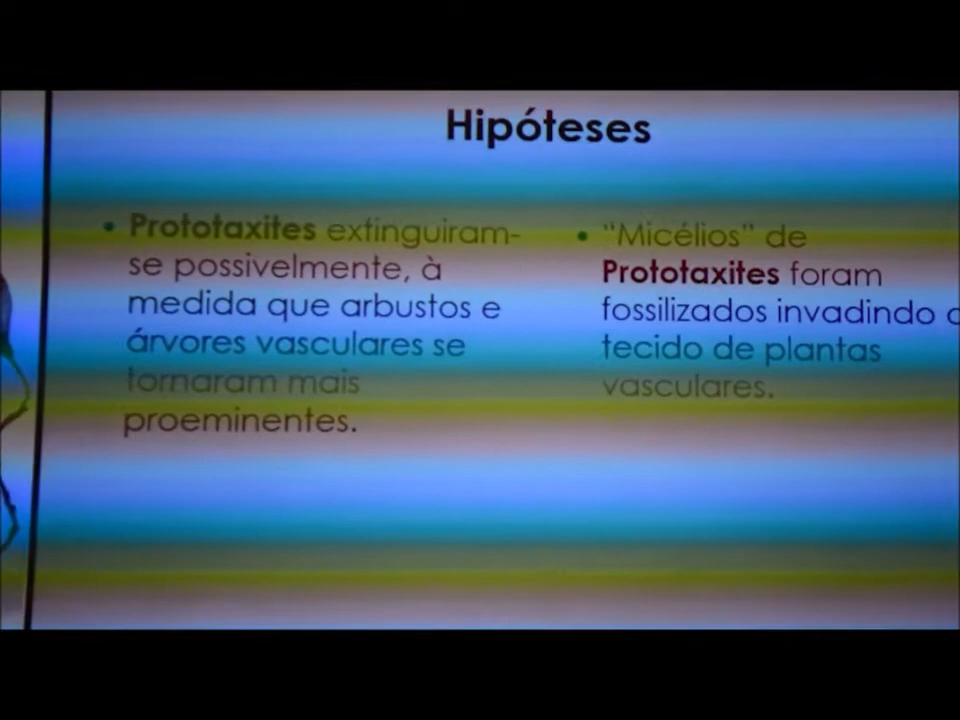 Hipóteses
• Prototaxites extinguiram-
se possivelmente, à
medida que arbustos e
árvores vasculares se
tornaram mais
proeminentes.
• "Micélios" de
Prototaxites foram
fossilizados invadindo o
tecido de plantas
vasculares.